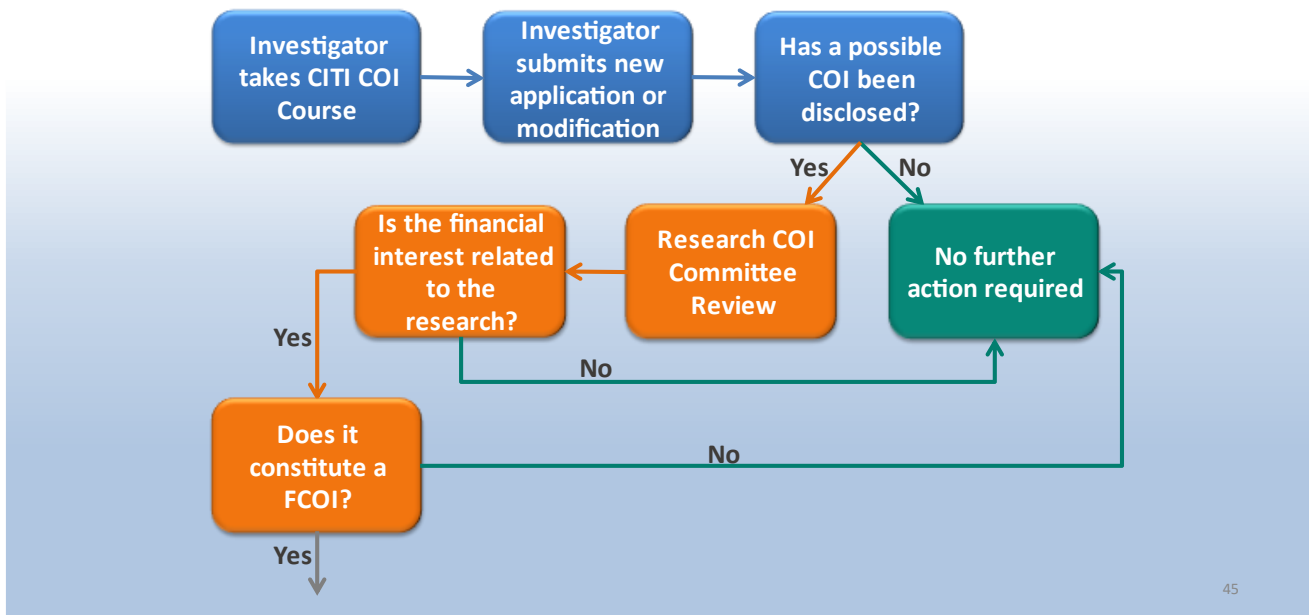 Investigator
takes CITI COI
Course
Investigator
submits new
application or
modification
Has a possible
COI been
disclosed?
Yes
No
Is the financial
interest related
to the
research?
Research COI
Committee
Review
No further
action required
Yes
No
Does it
constitute a
FCOI?
No
Yes
45